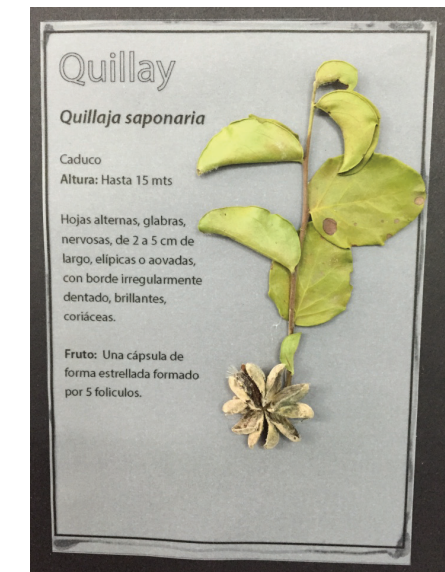 Quillay
Quillaja saponaria
Caduco
Altura: Hasta 15 mts
Hojas alternas, glabras,
nervosas, de 2 a 5 cm de
largo, elípicas o aovadas,
con borde irregularmente
dentado, brillantes,
coriáceas.
Fruto: Una cápsula de
forma estrellada formado
por 5 foliculos.